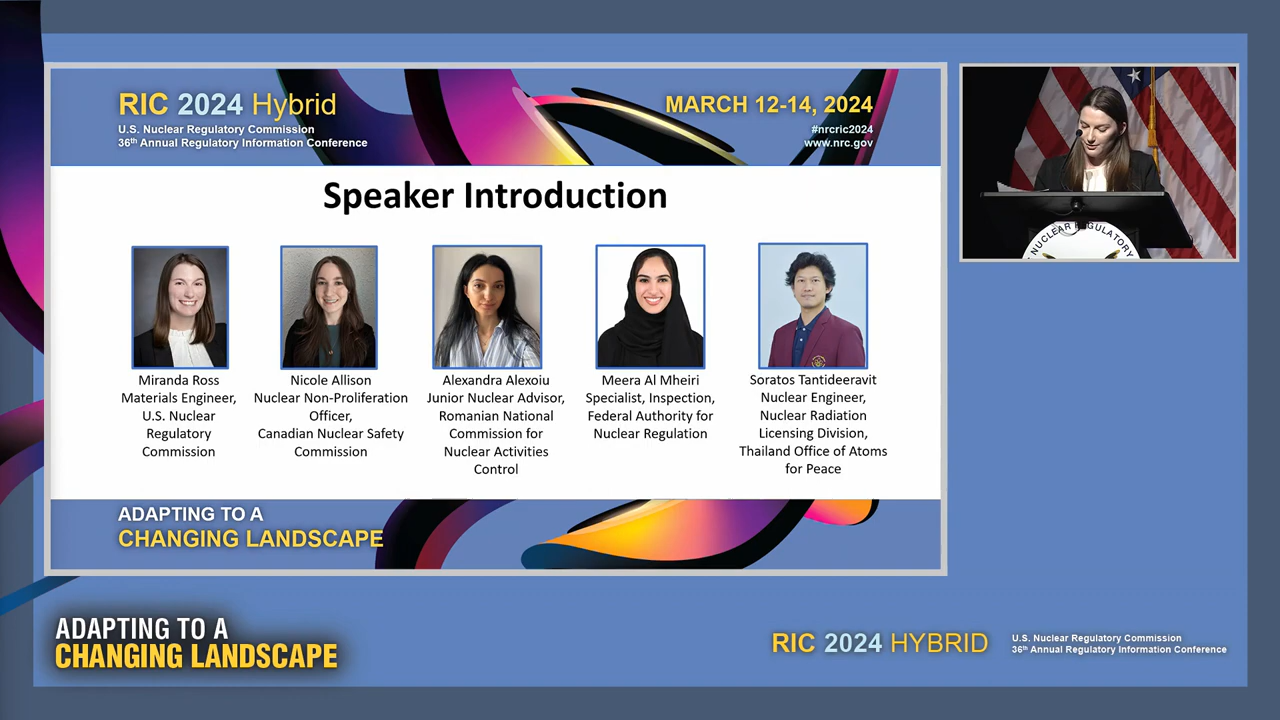 RIC 2024 Hybrid
U.S. Nuclear Regulatory Commission
36th Annual Regulatory Information Conference
MARCH 12-14, 2024
#nrcric2024
www.nrc.gov
Speaker Introduction
Miranda Ross
Materials Engineer,
U.S. Nuclear
Regulatory
Commission
Nicole Allison
Nuclear Non-Proliferation
Officer,
Canadian Nuclear Safety
Commission
Alexandra Alexoiu
Junior Nuclear Advisor,
Romanian National
Commission for
Nuclear Activities
Control
Meera Al Mheiri
Specialist, Inspection,
Federal Authority for
Nuclear Regulation
Soratos Tantideeravit
Nuclear Engineer,
Nuclear Radiation
Licensing Division,
Thailand Office of Atoms
for Peace
ADAPTING TO A
CHANGING LANDSCAPE
NUCLEAR REGULATORY
ADAPTING TO A
CHANGING LANDSCAPE
RIC 2024 HYBRID
U.S. Nuclear Regulatory Commission
36th Annual Regulatory Information Conference